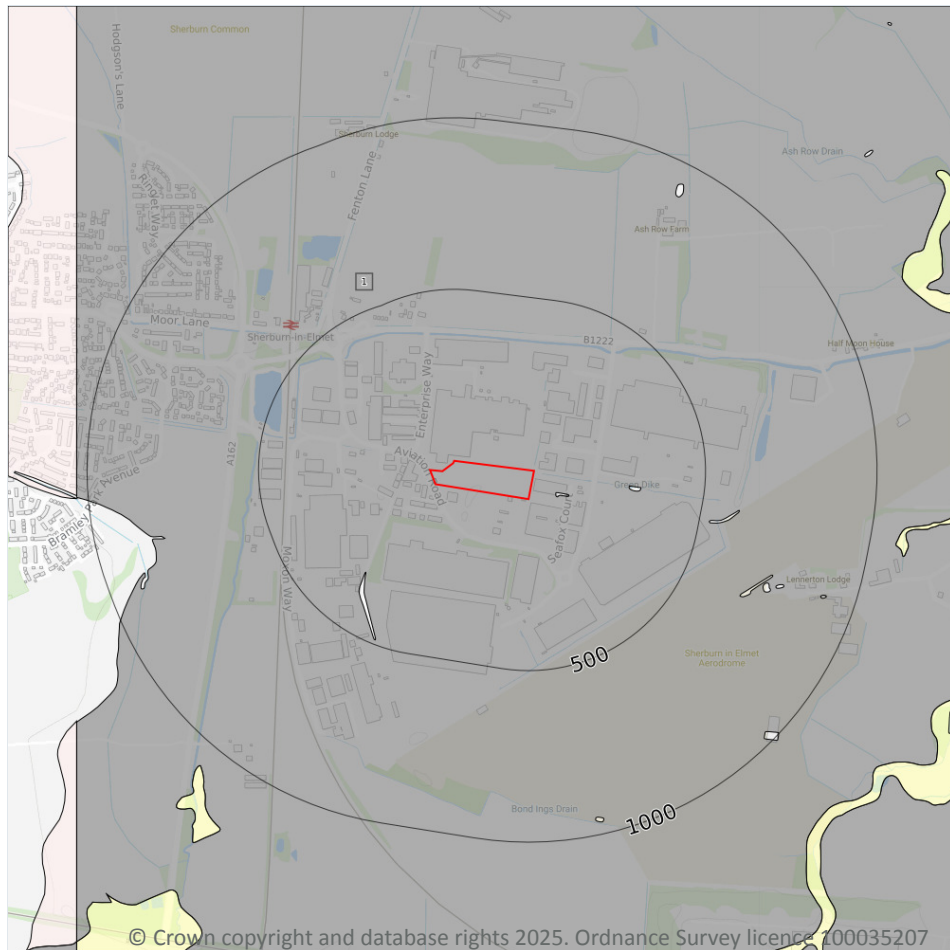 Sherburn Common
Hodgson's Lane
Sherburn Lodge
Ash Row Drain
Fenton Lane
Ringlet Way
Ash Row Farm
1
Moor Lane
Sherburn-in-Elmet
B1222
Half Moon House
Enterprise Way
A162
Aviation Road
Green Dike
Bramley Park Avenue
Seafox Court
Moton Way
Lennerton Lodge
500
Sherburn in Elmet
Aerodrome
Bond Ings Drain
1000
© Crown copyright and database rights 2025. Ordnance Survey licence 100035207